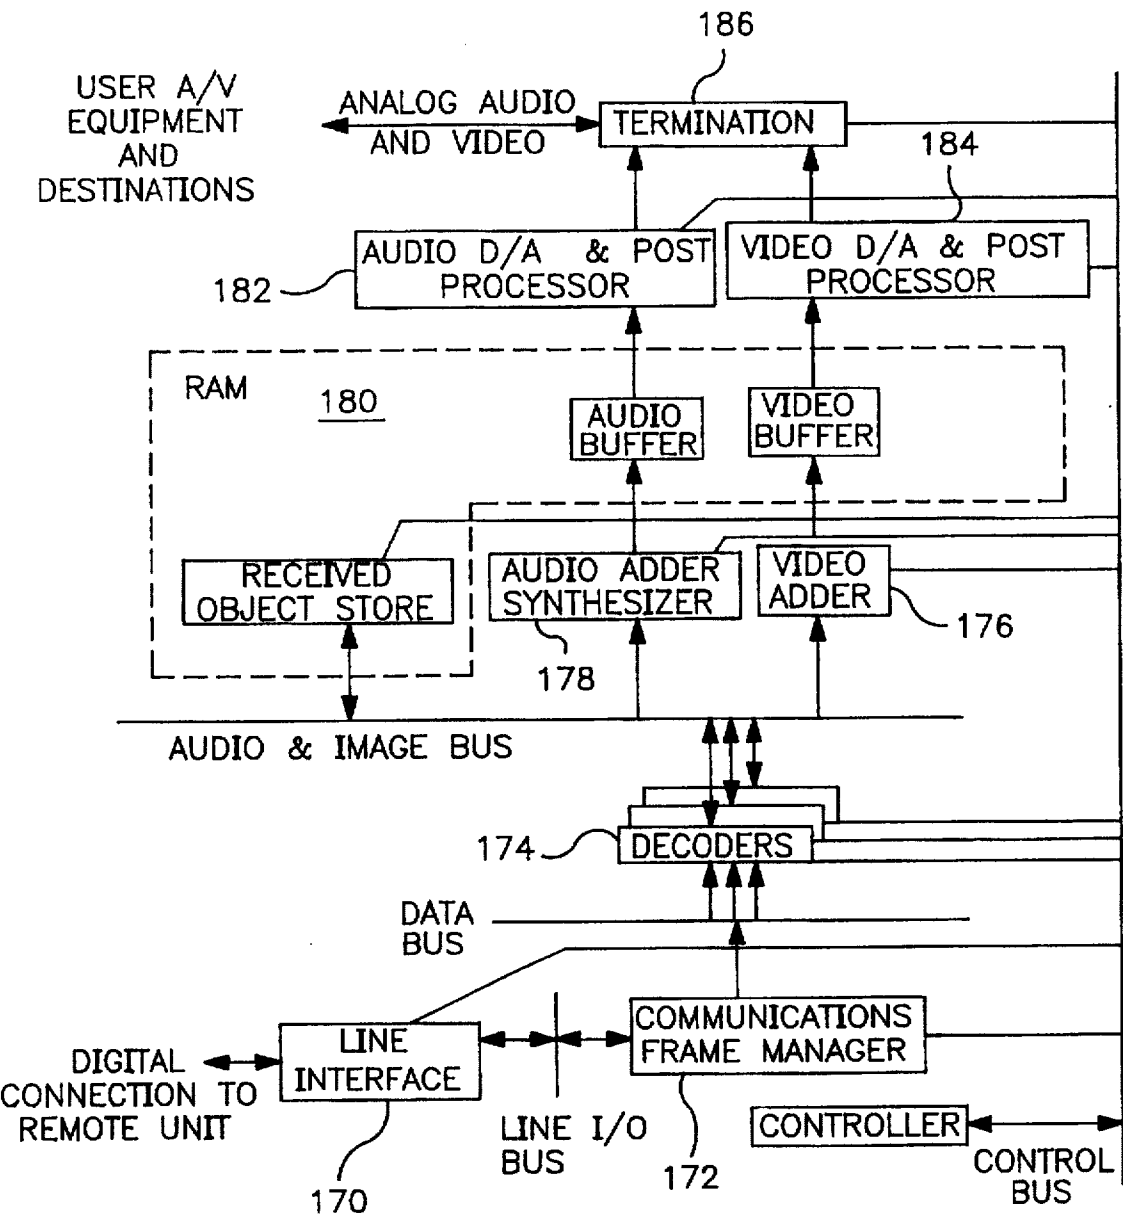 186
USER A/V
EQUIPMENT
AND
DESTINATIONS
ANALOG AUDIO
AND VIDEO
TERMINATION
184
AUDIO D/A & POST
PROCESSOR
VIDEO D/A & POST
PROCESSOR
182
RAM
180
AUDIO
BUFFER
VIDEO
BUFFER
RECEIVED
OBJECT STORE
AUDIO ADDER
SYNTHESIZER
VIDEO
ADDER
176
178
AUDIO & IMAGE BUS
174
DECODERS
DATA
BUS
LINE
INTERFACE
COMMUNICATIONS
FRAME MANAGER
DIGITAL
CONNECTION TO
REMOTE UNIT
LINE I/O
BUS
CONTROLLER
CONTROL
BUS
170
172